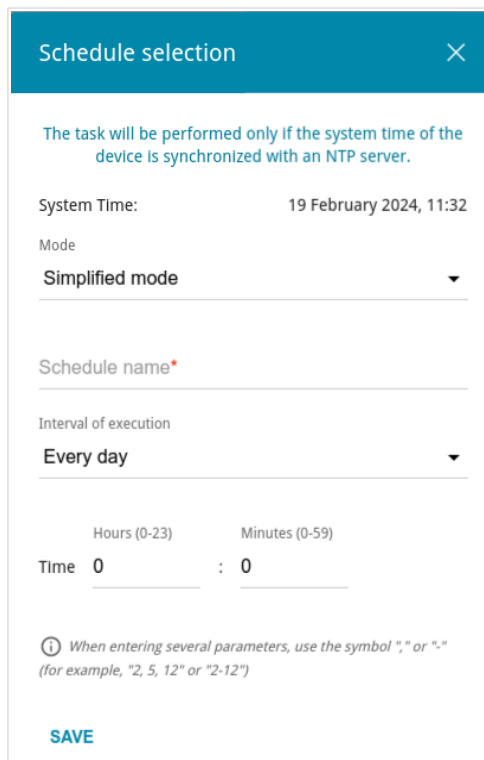 Schedule selection
The task will be performed only if the system time of the
device is synchronized with an NTP server.
System Time: 19 February 2024, 11:32
Mode
Simplified mode
Schedule name*
Interval of execution
Every day
Hours (0-23) Minutes (0-59)
Time 0 : 0
When entering several parameters, use the symbol "," or "-"
(for example, "2, 5, 12" or "2-12")
SAVE